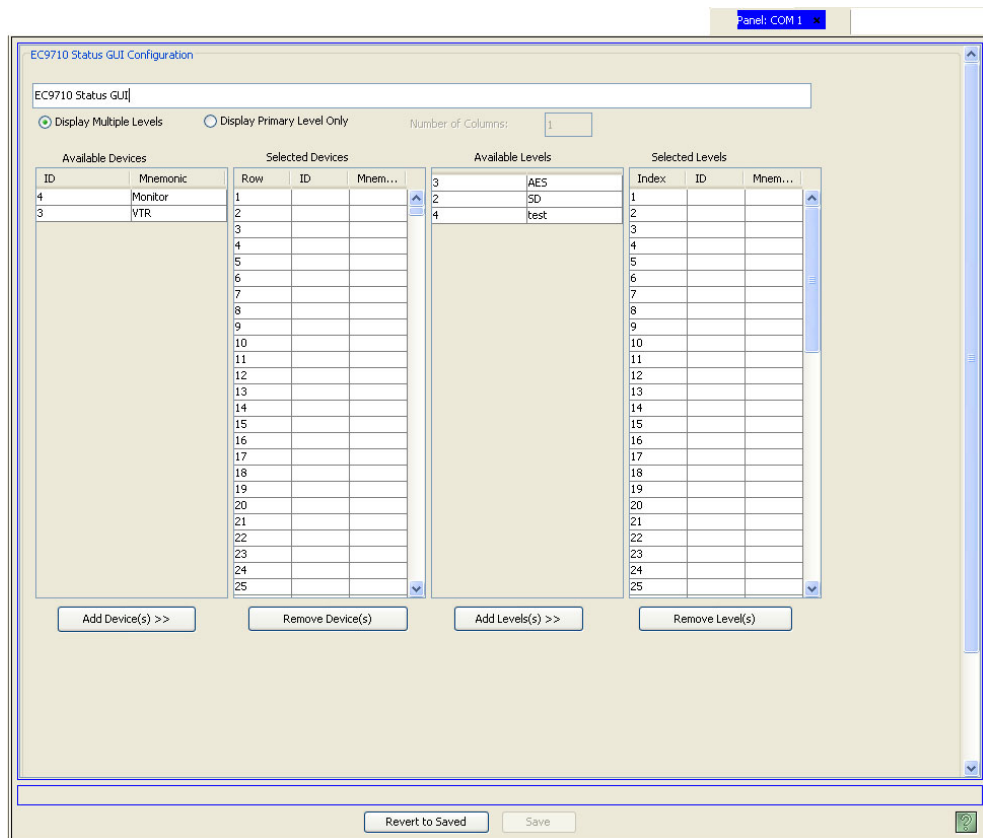 Panel: COM 1 ×
EC9710 Status GUI Configuration
EC9710 Status GUI
Display Multiple Levels Display Primary Level Only Number of Columns: 1
Available Devices Selected Devices Available Levels Selected Levels
ID Mnemonic Row ID Mnem... 3 AES Index ID Mnem...
4 Monitor 1 2 SD 1
3 VTR 2 4 test 2
3 3
4 4
5 5
6 6
7 7
8 8
9 9
10 10
11 11
12 12
13 13
14 14
15 15
16 16
17 17
18 18
19 19
20 20
21 21
22 22
23 23
24 24
25 25
Add Device(s) >> Remove Device(s) Add Levels(s) >> Remove Level(s)
Revert to Saved Save ?